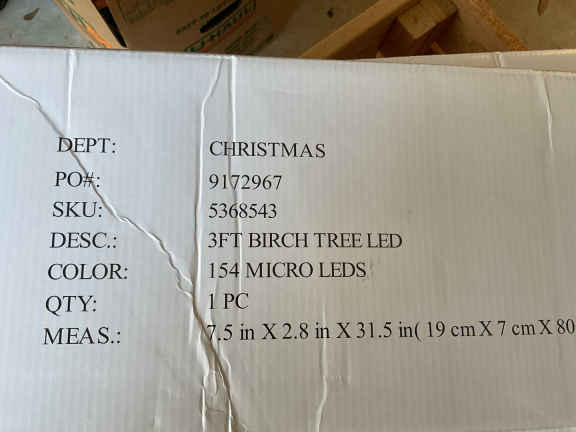 U-HAUL
DEPT: CHRISTMAS
PO#: 9172967
SKU: 5368543
DESC.: 3FT BIRCH TREE LED
COLOR: 154 MICRO LEDS
QTY: 1 PC
MEAS.: 7.5 in X 2.8 in X 31.5 in( 19 cm X 7 cm X 80